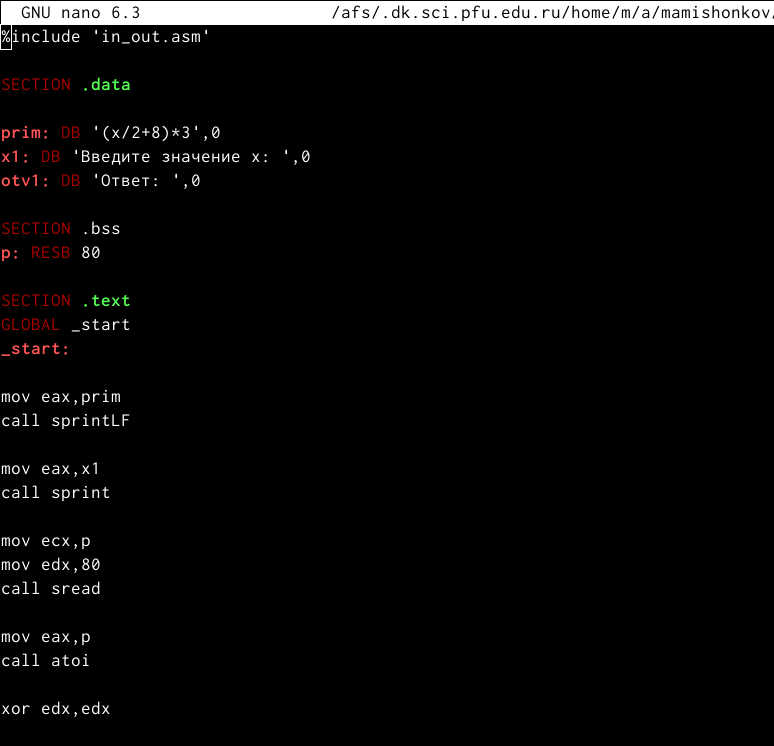 GNU nano 6.3 /afs/.dk.sci.pfu.edu.ru/home/m/a/mamishonkov/
%include 'in_out.asm'
SECTION .data
prim: DB '(x/2+8)*3',0
x1: DB 'Введите значение x: ',0
otv1: DB 'Ответ: ',0
SECTION .bss
p: RESB 80
SECTION .text
GLOBAL _start
_start:
mov eax,prim
call sprintLF
mov eax,x1
call sprint
mov ecx,p
mov edx,80
call sread
mov eax,p
call atoi
xor edx,edx